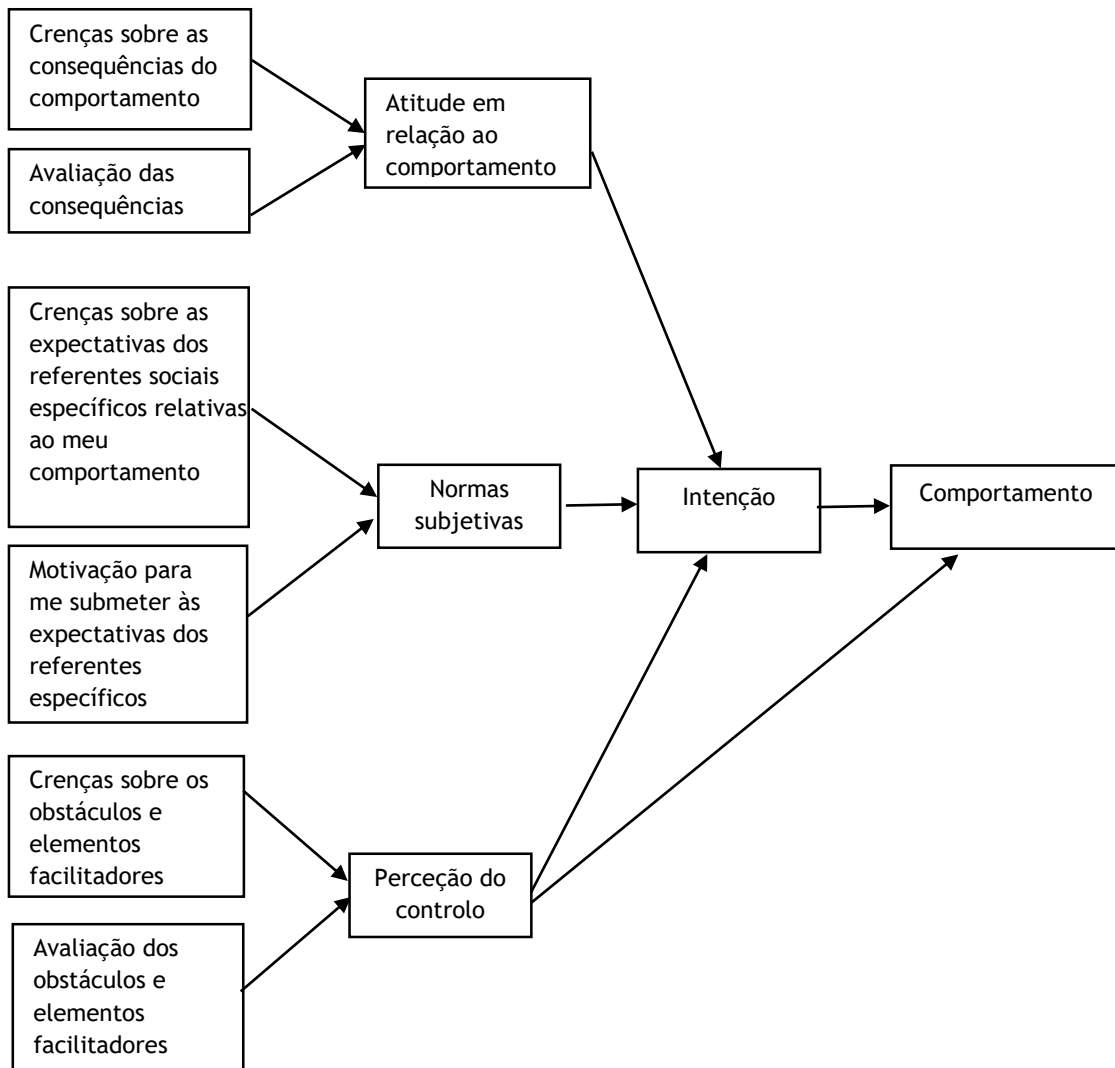 Crenças sobre as
consequências do
comportamento
Avaliação das
consequências
Atitude em
relação ao
comportamento
Crenças sobre as
expectativas dos
referentes sociais
específicos relativas
ao meu
comportamento
Motivação para
me submeter às
expectativas dos
referentes
específicos
Normas
subjetivas
Intenção
Comportamento
Crenças sobre os
obstáculos e
elementos
facilitadores
Avaliação dos
obstáculos e
elementos
facilitadores
Perceção do
controlo